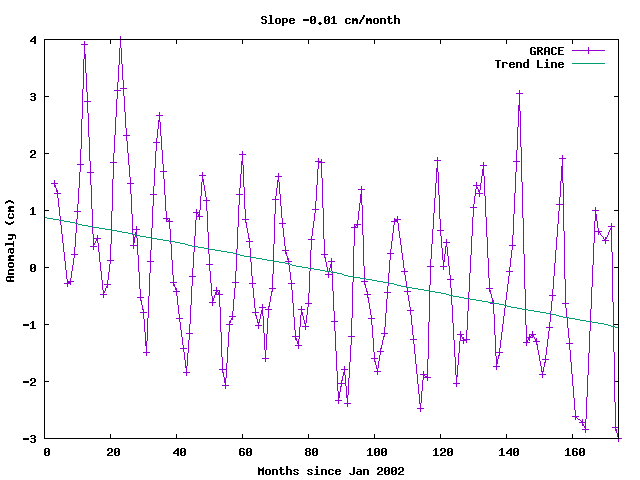 Slope -0.01 cm/month
GRACE
Trend Line
4
3
2
1
0
-1
-2
-3
Anomaly (cm)
0 20 40 60 80 100 120 140 160
Months since Jan 2002